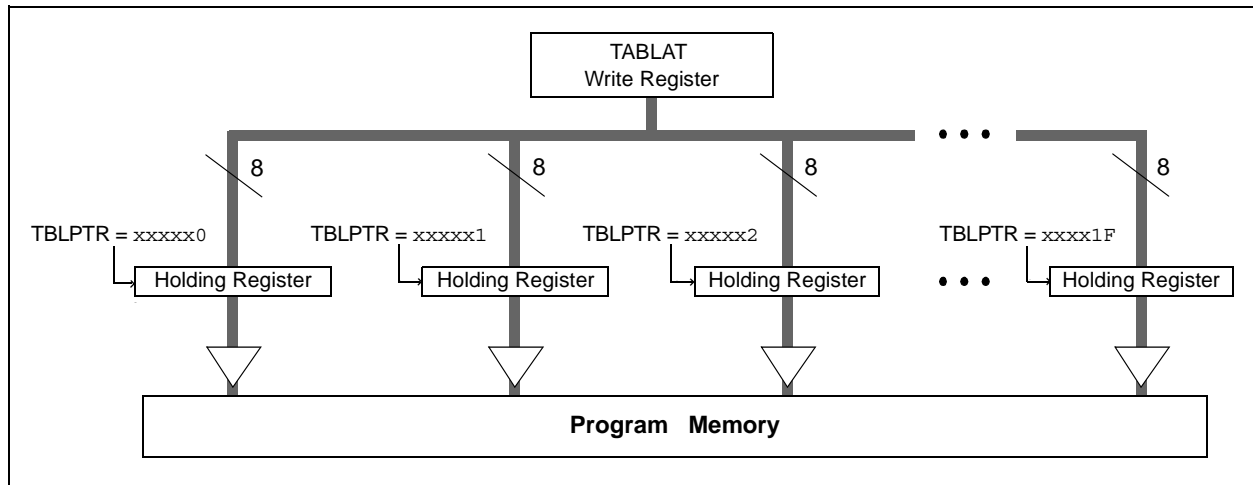 TABLAT
Write Register
8
8
8
8
TBLPTR = xxxxx0
TBLPTR = xxxxx1
TBLPTR = xxxxx2
TBLPTR = xxxx1F
Holding Register
Holding Register
Holding Register
Holding Register
Program Memory